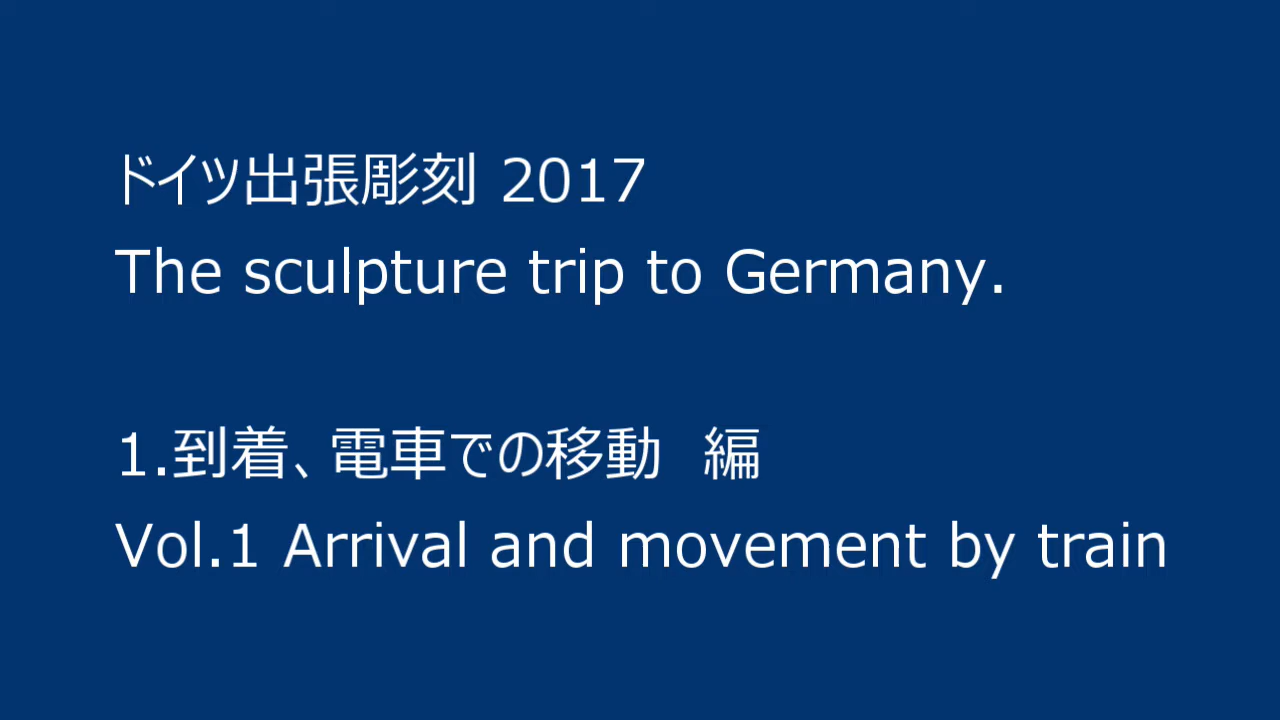 ドイツ出張彫刻 2017
The sculpture trip to Germany.
1.到着、電車での移動　編
Vol.1 Arrival and movement by train